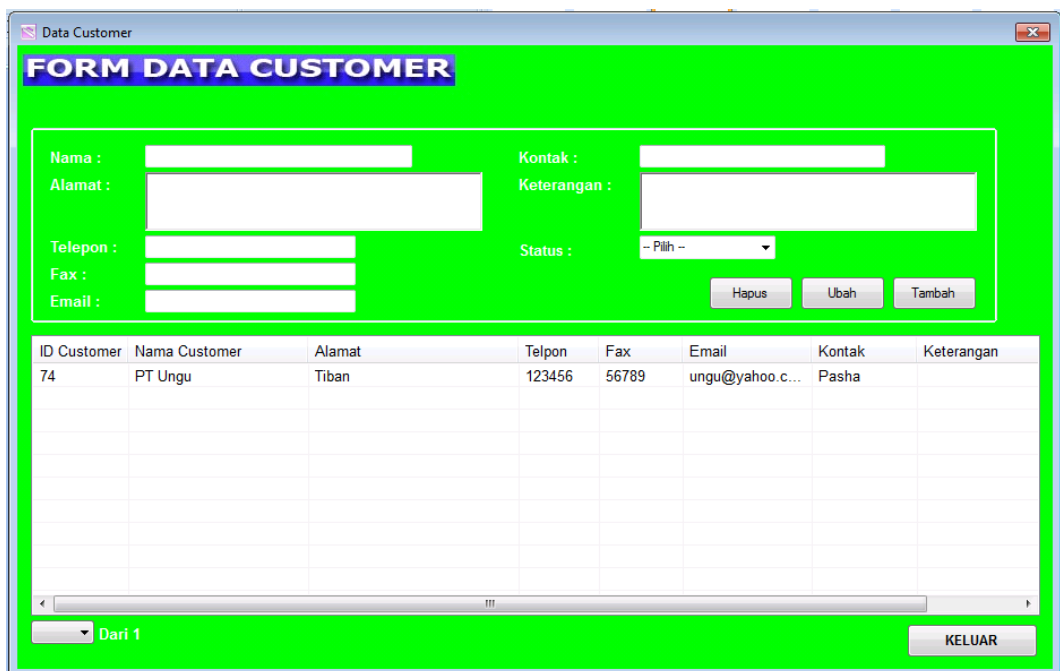 Data Customer
FORM DATA CUSTOMER
Nama :
Kontak :
Alamat :
Keterangan :
Telepon :
Status :
-- Pilih --
Fax :
Email :
Hapus
Ubah
Tambah
ID Customer Nama Customer Alamat Telpon Fax Email Kontak Keterangan
74 PT Ungu Tiban 123456 56789 ungu@yahoo.c... Pasha
Dari 1
KELUAR